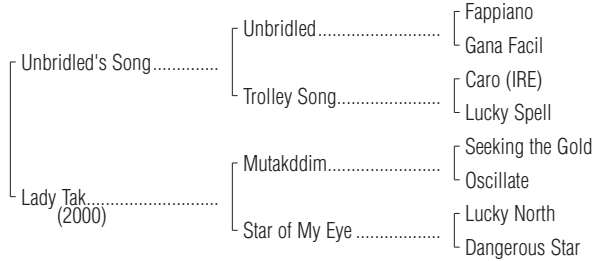 Fappiano
Unbridled........................
Gana Facil
Unbridled's Song.............
Caro (IRE)
Trolley Song....................
Lucky Spell
Seeking the Gold
Mutakddim......................
Oscillate
Lady Tak..........................
(2000)
Lucky North
Star of My Eye ................
Dangerous Star